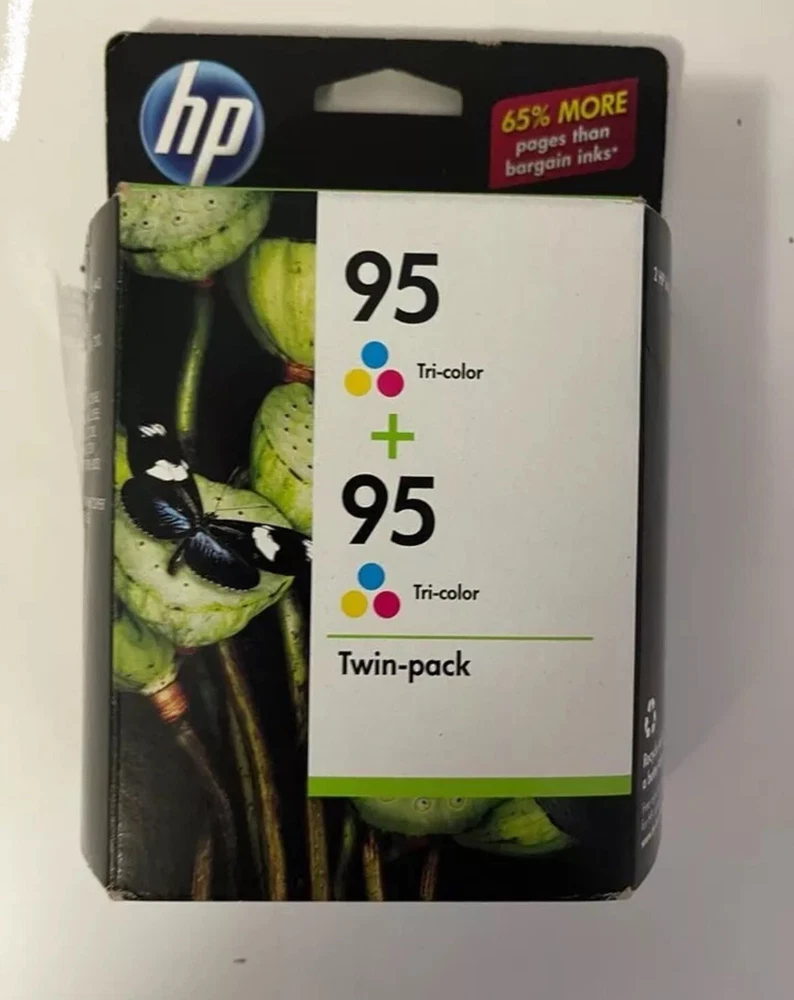 hp
65% MORE
pages than
bargain inks*
95
Tri-color
+
95
Tri-color
Twin-pack